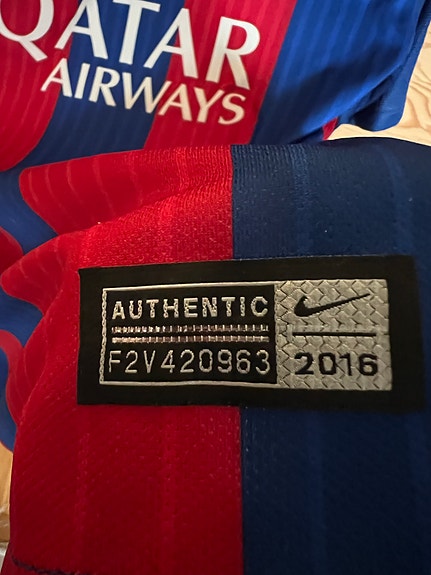 QATAR
AIRWAYS
AUTHENTIC
F2V420963
2016